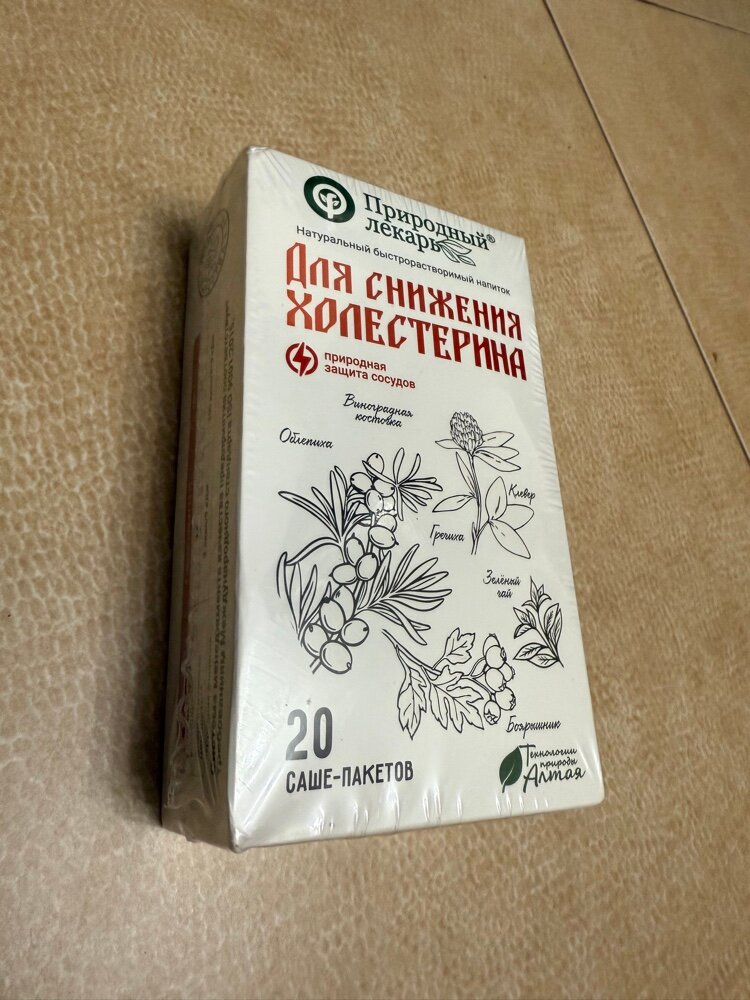 Природный®
лекарь
Натуральный быстрорастворимый напиток
Для снижения
холестерина
природная
защита сосудов
Виноградная
косточка
Облепиха
Клевер
Гречиха
Зелёный
чай
Боярышник
20
саше-пакетов
Технологии
природы
Алтая